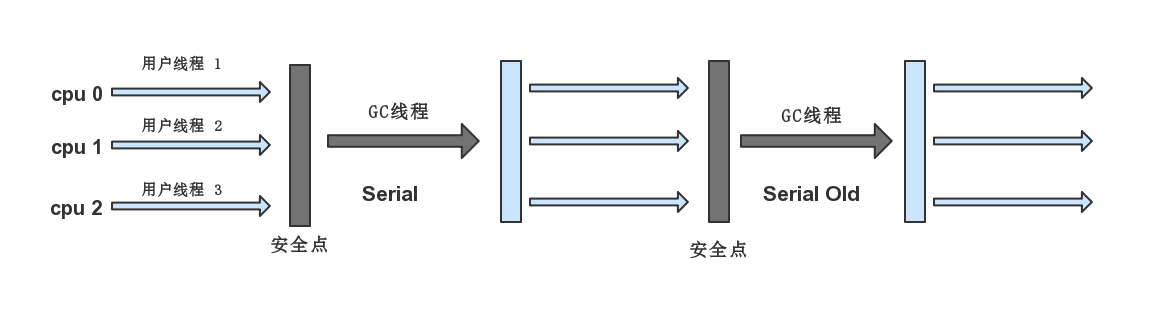 用户线程 1
cpu 0
用户线程 2
cpu 1
用户线程 3
cpu 2
安全点
GC线程
Serial
安全点
GC线程
Serial Old